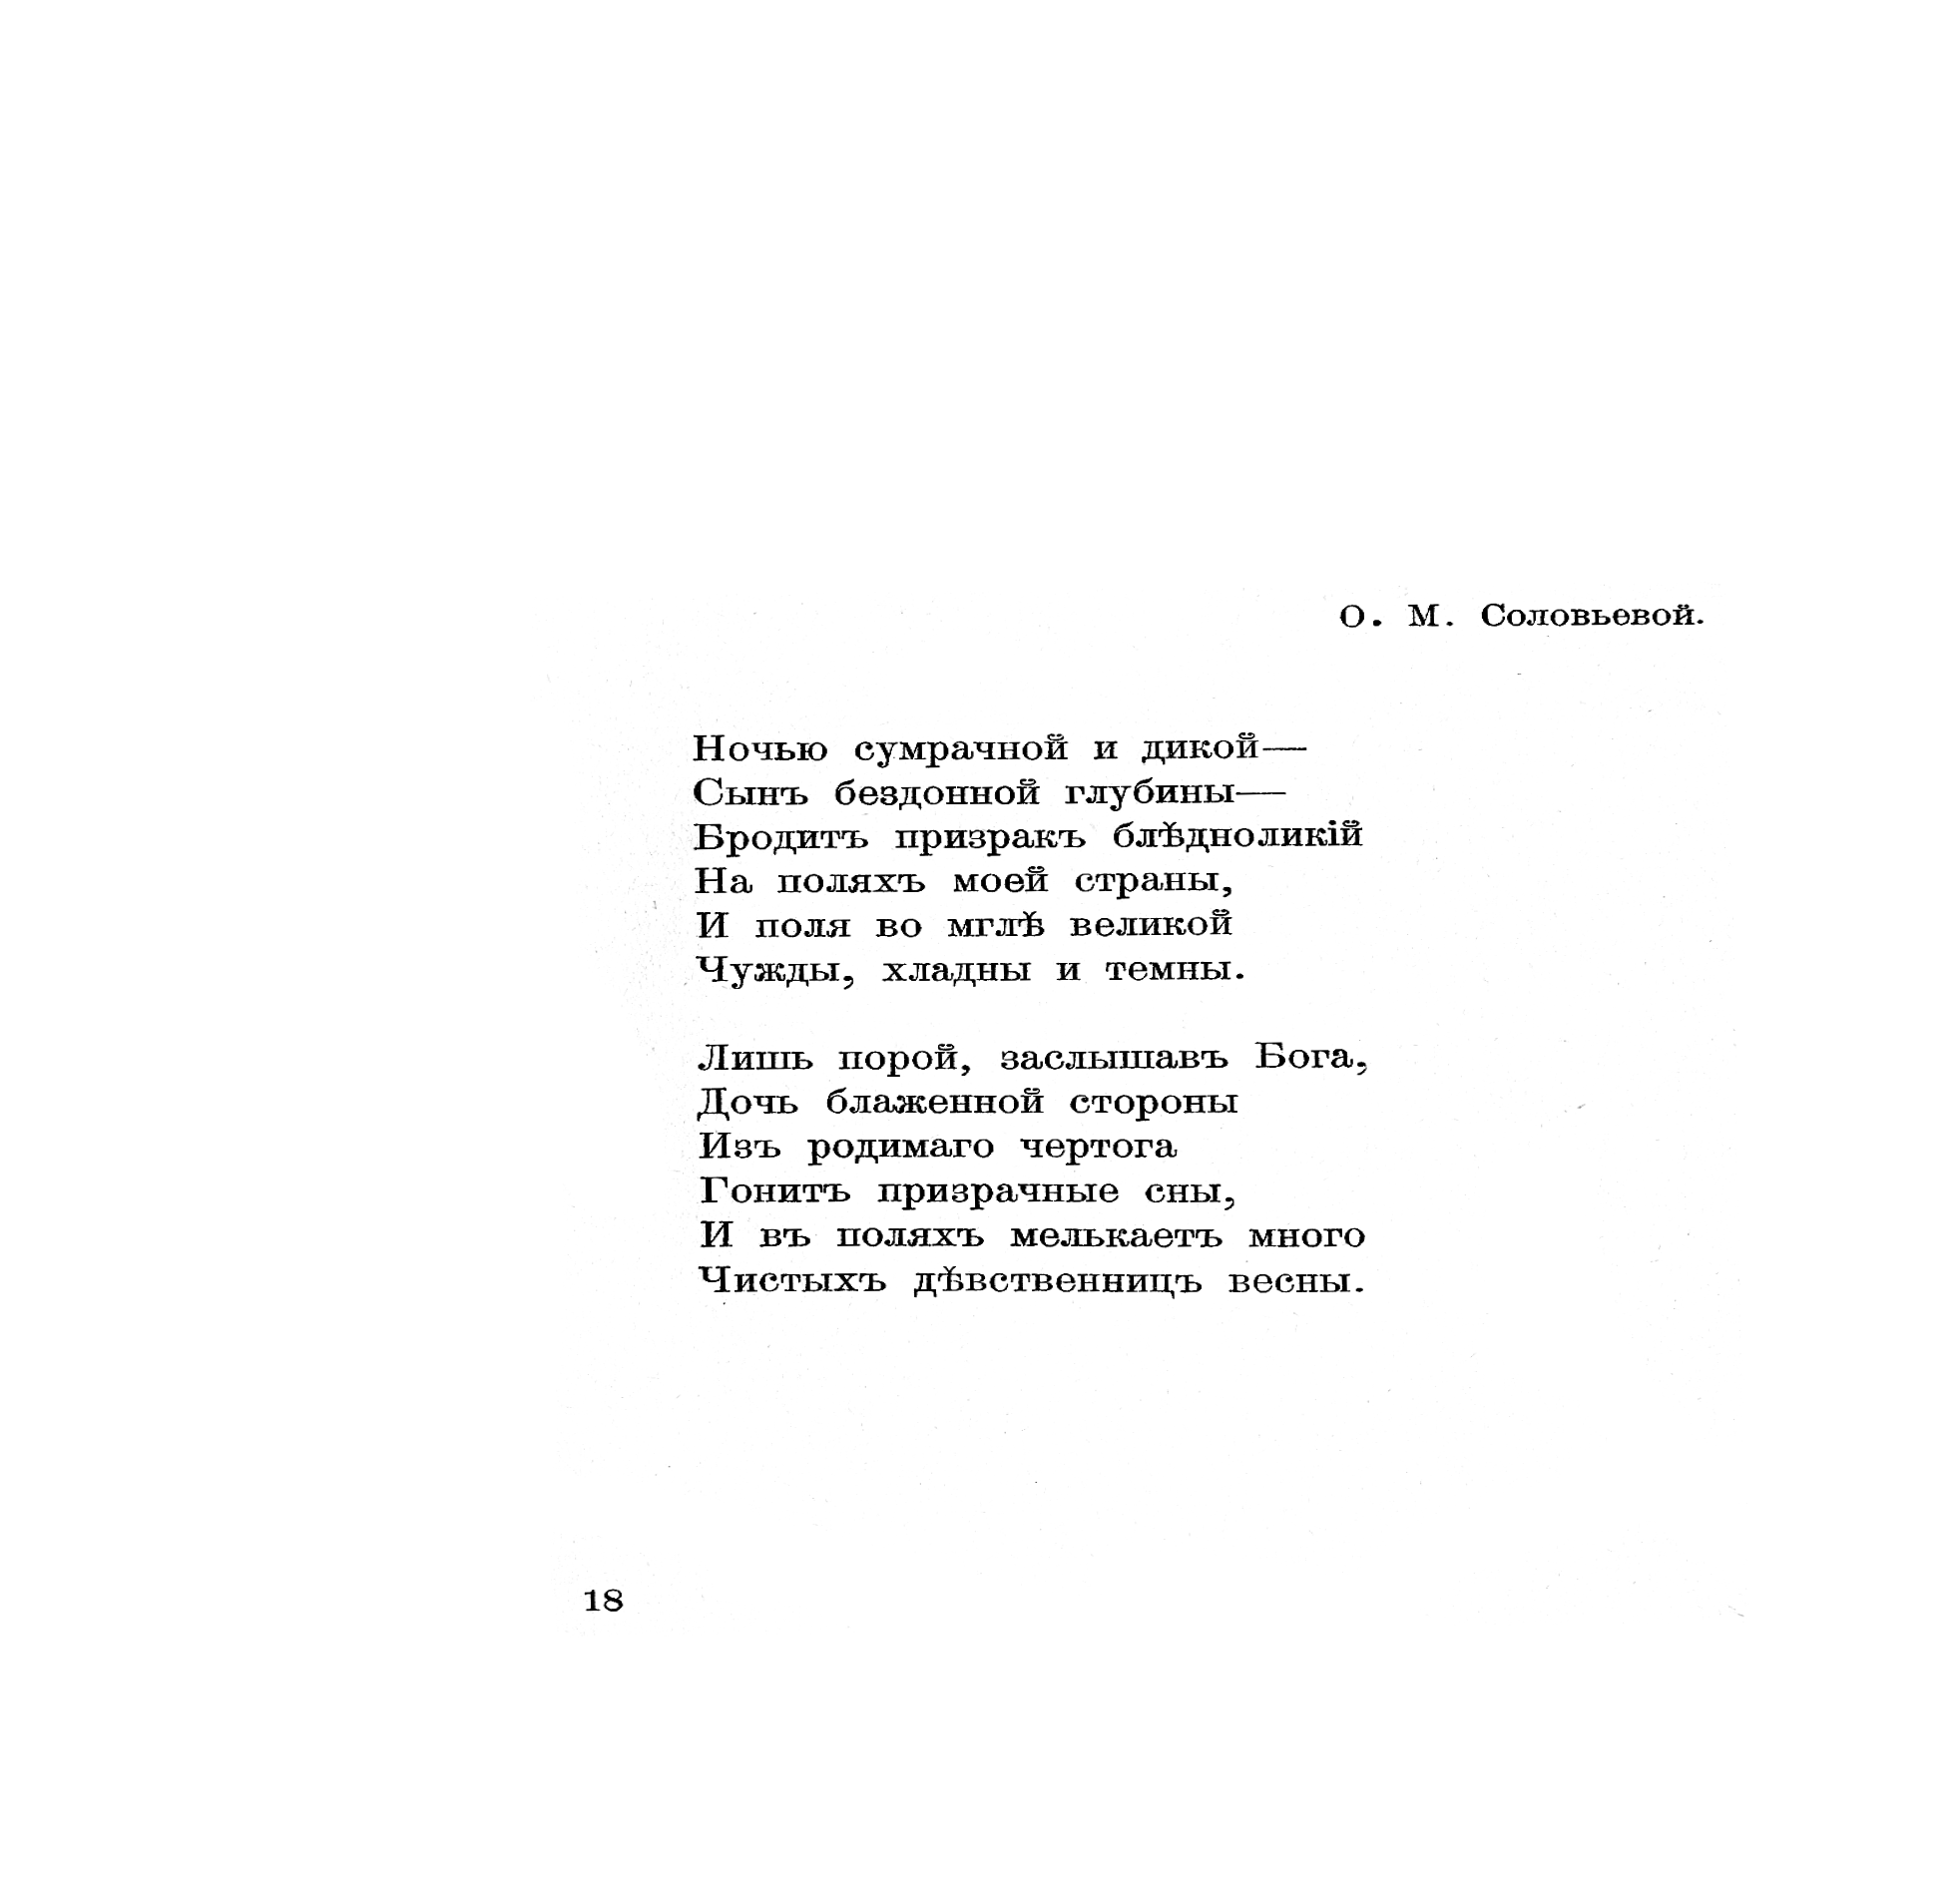 О. М. Соловьевой.
Ночью сумрачной и дикой—
Сынъ бездонной глубины—
Бродитъ призракъ блѣдноликій
На поляхъ моей страны,
И поля во мглѣ великой
Чужды, хладны и темны.
Лишь порой, заслышавъ Бога,
Дочь блаженной стороны
Изъ родимаго чертога
Гонитъ призрачные сны,
И въ поляхъ мелькаетъ много
Чистыхъ дѣвственницъ весны.
18